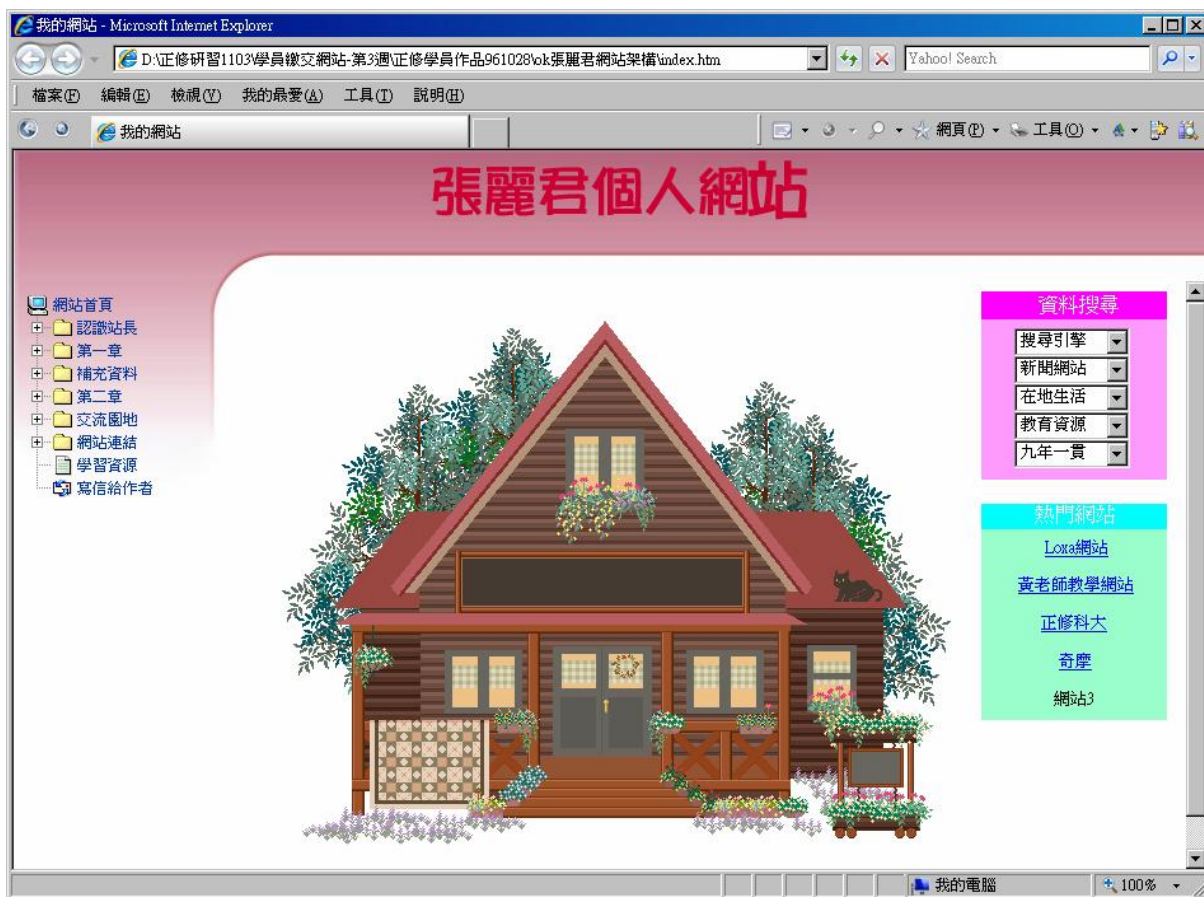 我的網站 - Microsoft Internet Explorer
D:\正修研習1103\學員繳交網站-第3週\正修學員作品961028\ok張麗君網站架構\index.htm
Yahoo! Search
檔案(F) 編輯(E) 檢視(V) 我的最愛(A) 工具(T) 說明(H)
我的網站
網頁(P) 工具(O)
張麗君個人網站
網站首頁
認識站長
第一章
補充資料
第二章
交流園地
網站連結
學習資源
寫信給作者
資料搜尋
搜尋引擎
新聞網站
在地生活
教育資源
九年一貫
熱門網站
Loxa網站
黃老師教學網站
正修科大
奇摩
網站3
我的電腦
100%